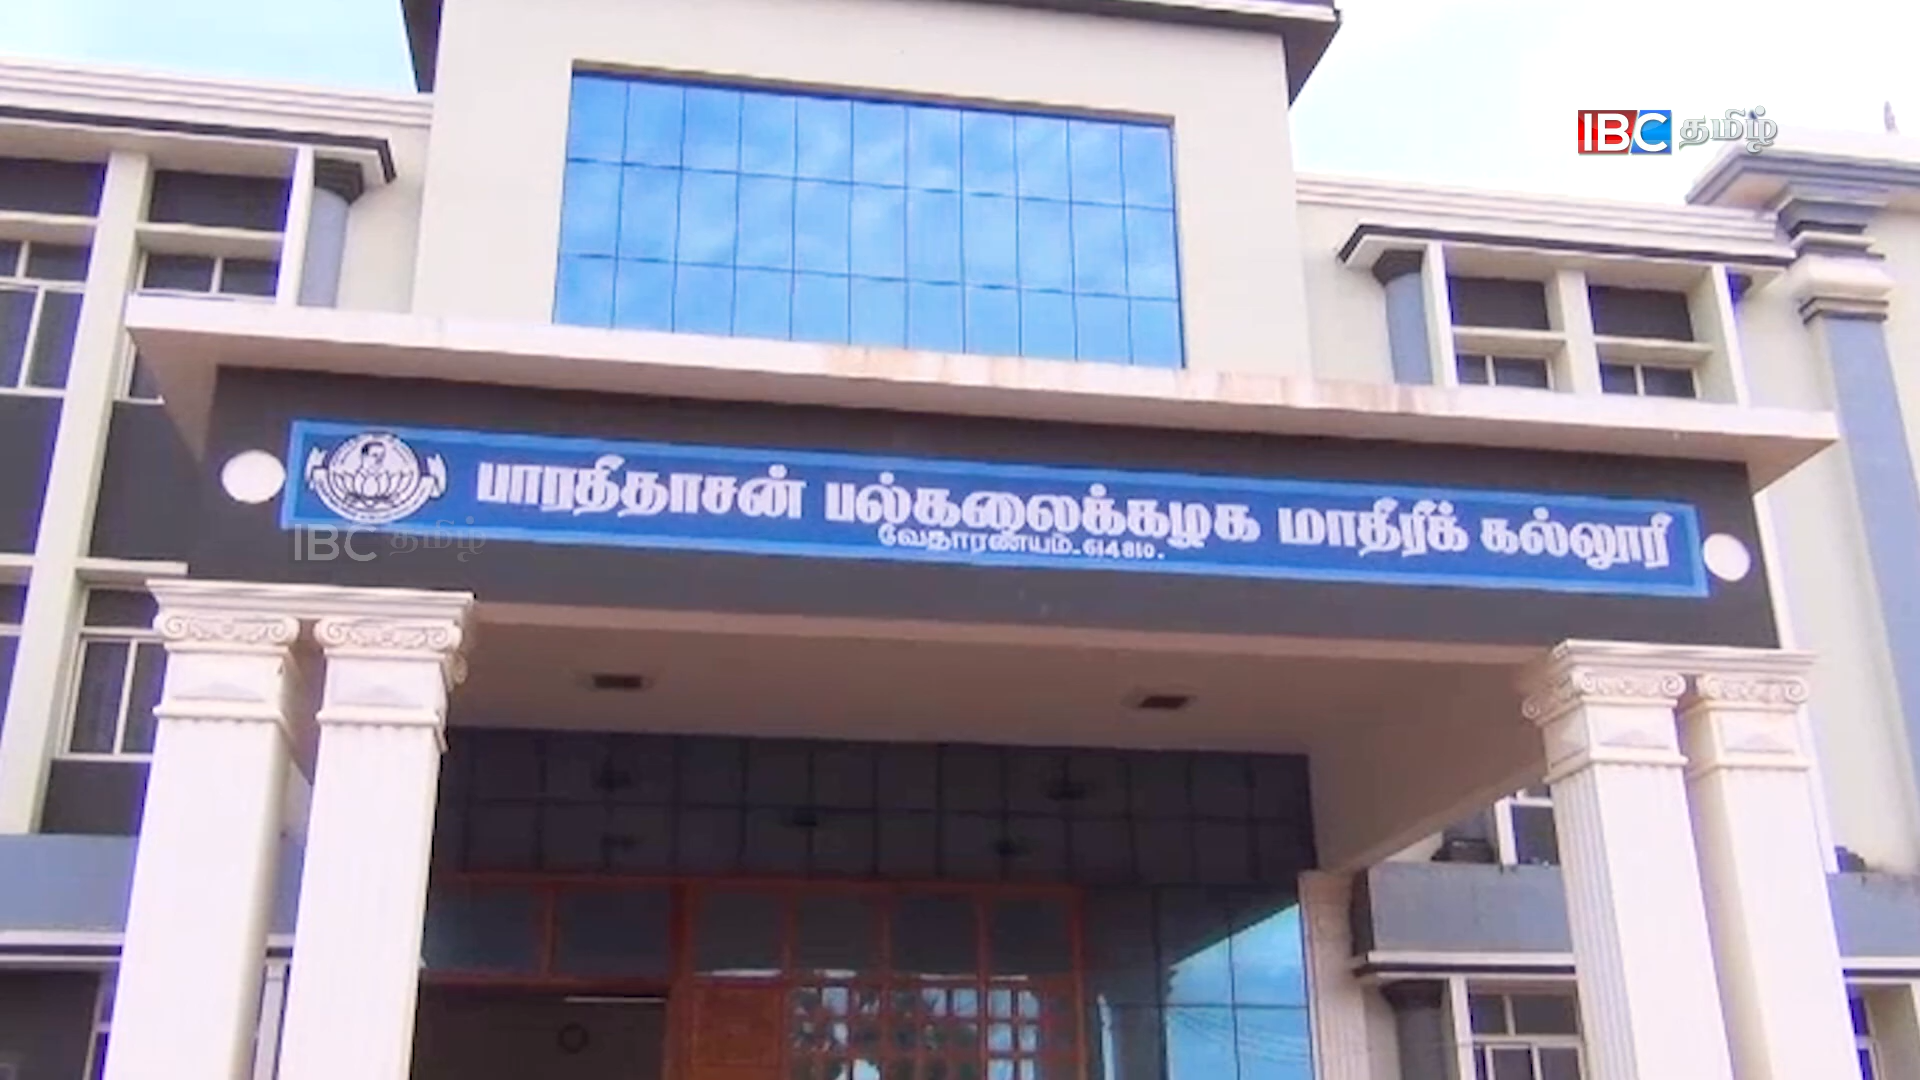 IBC தமிழ்
பாரதிதாசன் பல்கலைக்கழக மாதிரிக் கல்லூரி
வேதாரண்யம்-614810.
IBC தமிழ்